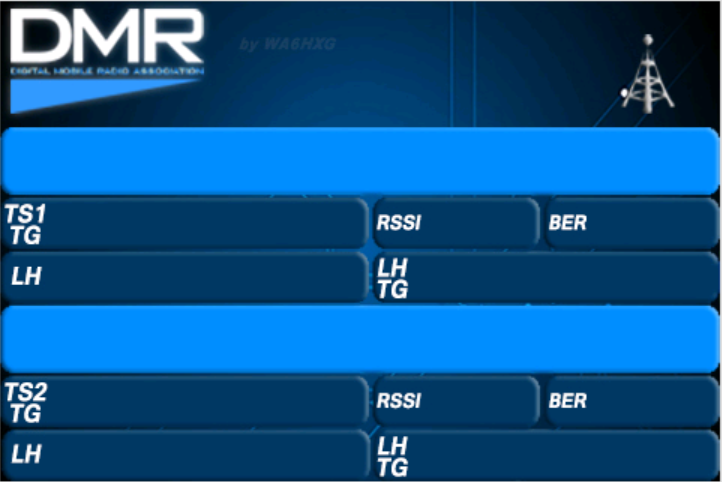 DMR
by WA6HXG
DIGITAL MOBILE RADIO ASSOCIATION
TS1
TG
RSSI
BER
LH
LH
TG
TS2
TG
RSSI
BER
LH
LH
TG